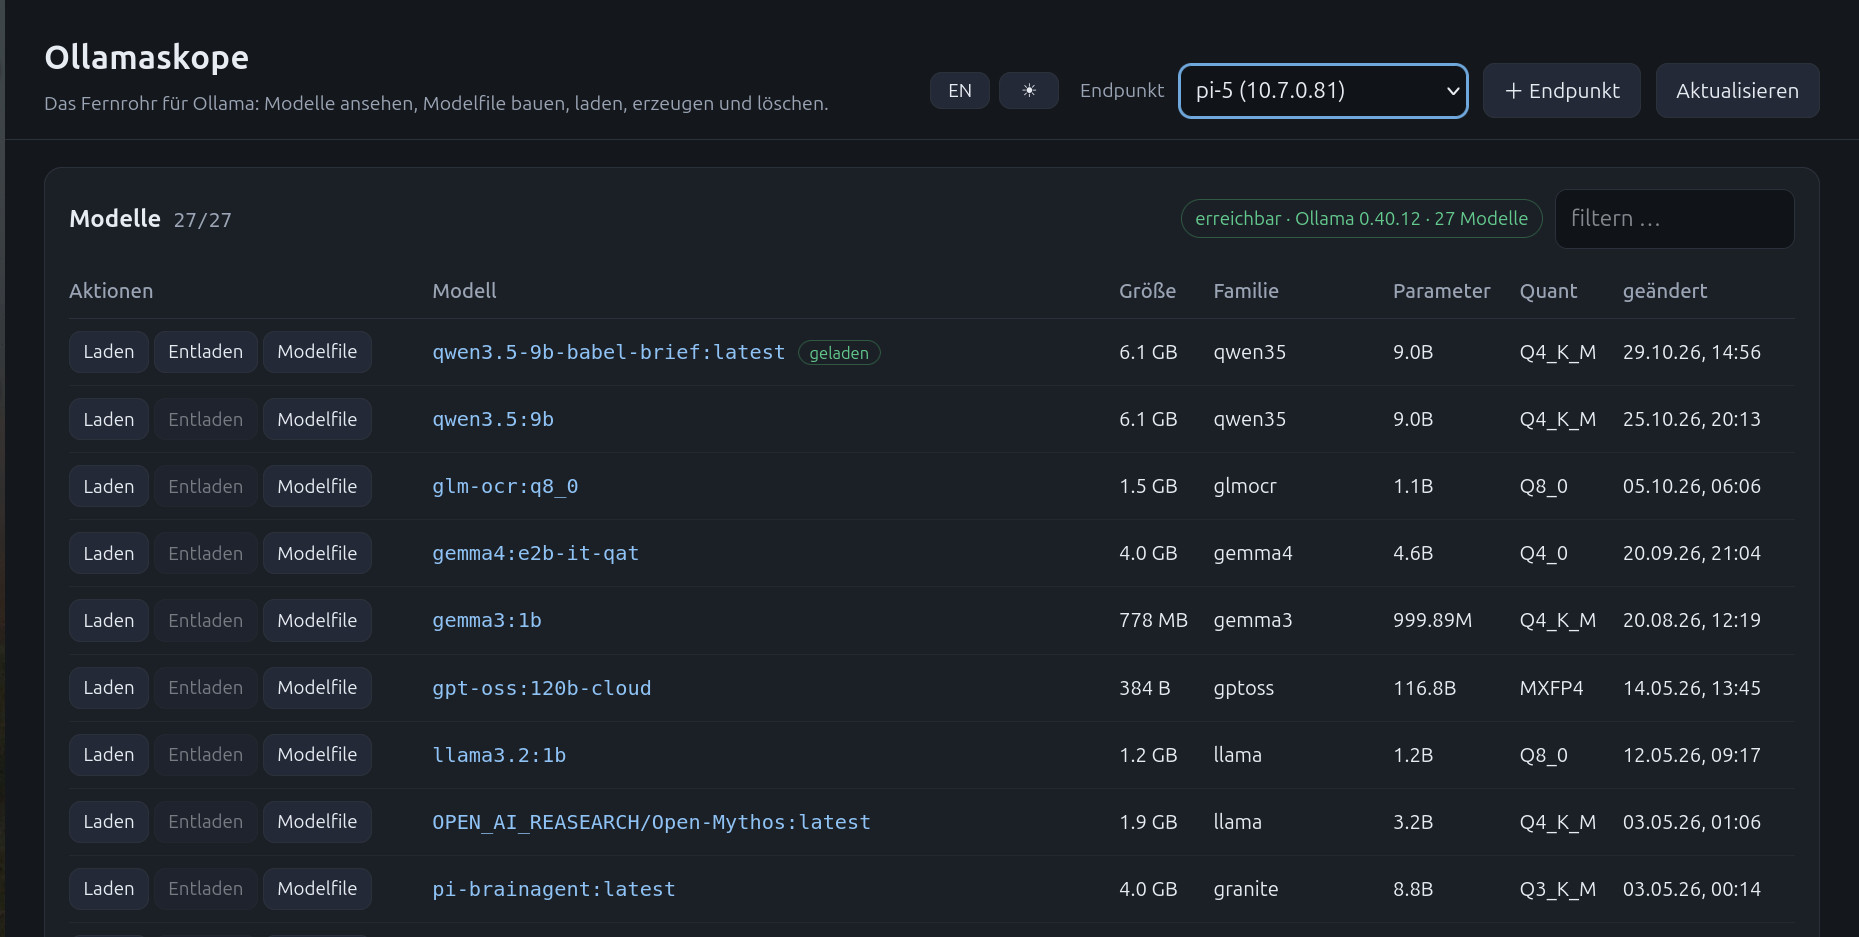 Ollamaskope
Das Fernrohr für Ollama: Modelle ansehen, Modelfile bauen, laden, erzeugen und löschen.
EN ☀ Endpunkt pi-5 (10.7.0.81) + Endpunkt Aktualisieren
Modelle 27/27 erreichbar · Ollama 0.40.12 · 27 Modelle filtern …
Aktionen Modell Größe Familie Parameter Quant geändert
Laden Entladen Modelfile qwen3.5-9b-babel-brief:latest geladen 6.1 GB qwen35 9.0B Q4_K_M 29.10.26, 14:56
Laden Entladen Modelfile qwen3.5:9b 6.1 GB qwen35 9.0B Q4_K_M 25.10.26, 20:13
Laden Entladen Modelfile glm-ocr:q8_0 1.5 GB glmocr 1.1B Q8_0 05.10.26, 06:06
Laden Entladen Modelfile gemma4:e2b-it-qat 4.0 GB gemma4 4.6B Q4_0 20.09.26, 21:04
Laden Entladen Modelfile gemma3:1b 778 MB gemma3 999.89M Q4_K_M 20.08.26, 12:19
Laden Entladen Modelfile gpt-oss:120b-cloud 384 B gptoss 116.8B MXFP4 14.05.26, 13:45
Laden Entladen Modelfile llama3.2:1b 1.2 GB llama 1.2B Q8_0 12.05.26, 09:17
Laden Entladen Modelfile OPEN_AI_REASEARCH/Open-Mythos:latest 1.9 GB llama 3.2B Q4_K_M 03.05.26, 01:06
Laden Entladen Modelfile pi-brainagent:latest 4.0 GB granite 8.8B Q3_K_M 03.05.26, 00:14